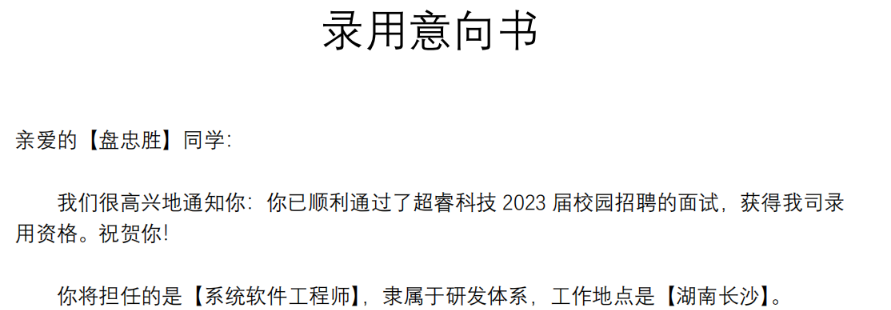 录用意向书
亲爱的【盘忠胜】同学：
我们很高兴地通知你：你已顺利通过了超睿科技 2023 届校园招聘的面试，获得我司录
用资格。祝贺你！
你将担任的是【系统软件工程师】，隶属于研发体系，工作地点是【湖南长沙】。